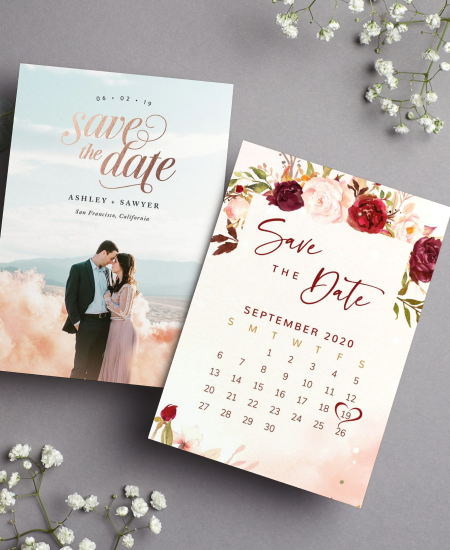 06 • 02 • 19
save
the
date
ASHLEY + SAWYER
San Francisco, California
Save
THE
Date
SEPTEMBER 2020
S M T W T F S
1 2 3 4 5
6 7 8 9 10 11 12
13 14 15 16 17 18 19
20 21 22 23 24 25 26
27 28 29 30